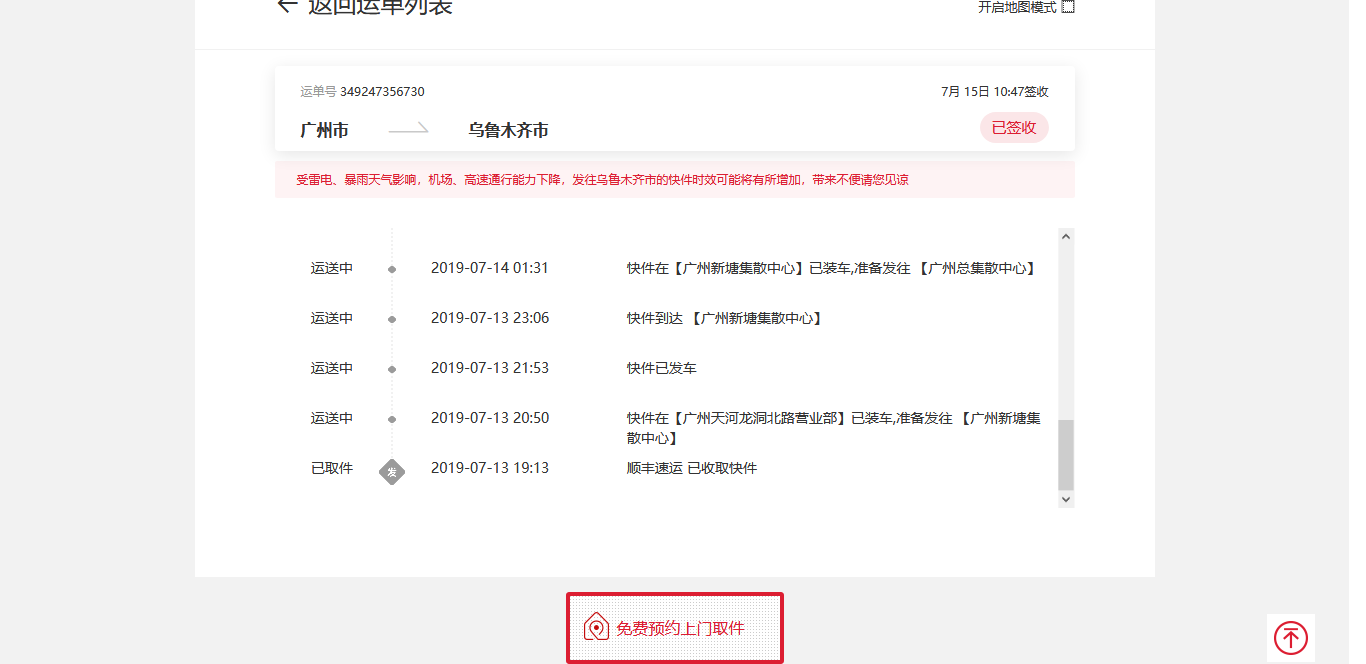 返回运单列表
开启地图模式
运单号 349247356730
7月 15日 10:47签收
广州市
乌鲁木齐市
已签收
受雷电、暴雨天气影响，机场、高速通行能力下降，发往乌鲁木齐市的快件时效可能将有所增加，带来不便请您见谅
运送中 2019-07-14 01:31 快件在【广州新塘集散中心】已装车,准备发往 【广州总集散中心】
运送中 2019-07-13 23:06 快件到达 【广州新塘集散中心】
运送中 2019-07-13 21:53 快件已发车
运送中 2019-07-13 20:50 快件在【广州天河龙洞北路营业部】已装车,准备发往 【广州新塘集
散中心】
已取件 发 2019-07-13 19:13 顺丰速运 已收取快件
免费预约上门取件